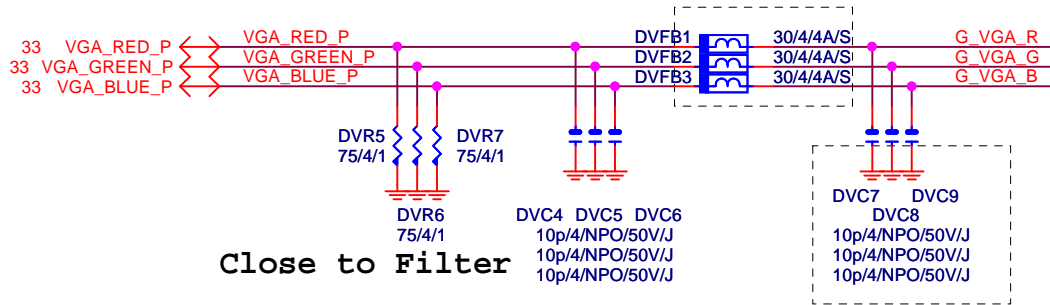 33 VGA_RED_P VGA_RED_P DVFB1 30/4/4A/S G_VGA_R
33 VGA_GREEN_P VGA_GREEN_P DVFB2 30/4/4A/S G_VGA_G
33 VGA_BLUE_P VGA_BLUE_P DVFB3 30/4/4A/S G_VGA_B
DVR5 DVR7
75/4/1 75/4/1
DVC7 DVC9
DVR6 DVC4 DVC5 DVC6 DVC8
75/4/1 10p/4/NPO/50V/J 10p/4/NPO/50V/J
10p/4/NPO/50V/J 10p/4/NPO/50V/J
Close to Filter
10p/4/NPO/50V/J 10p/4/NPO/50V/J